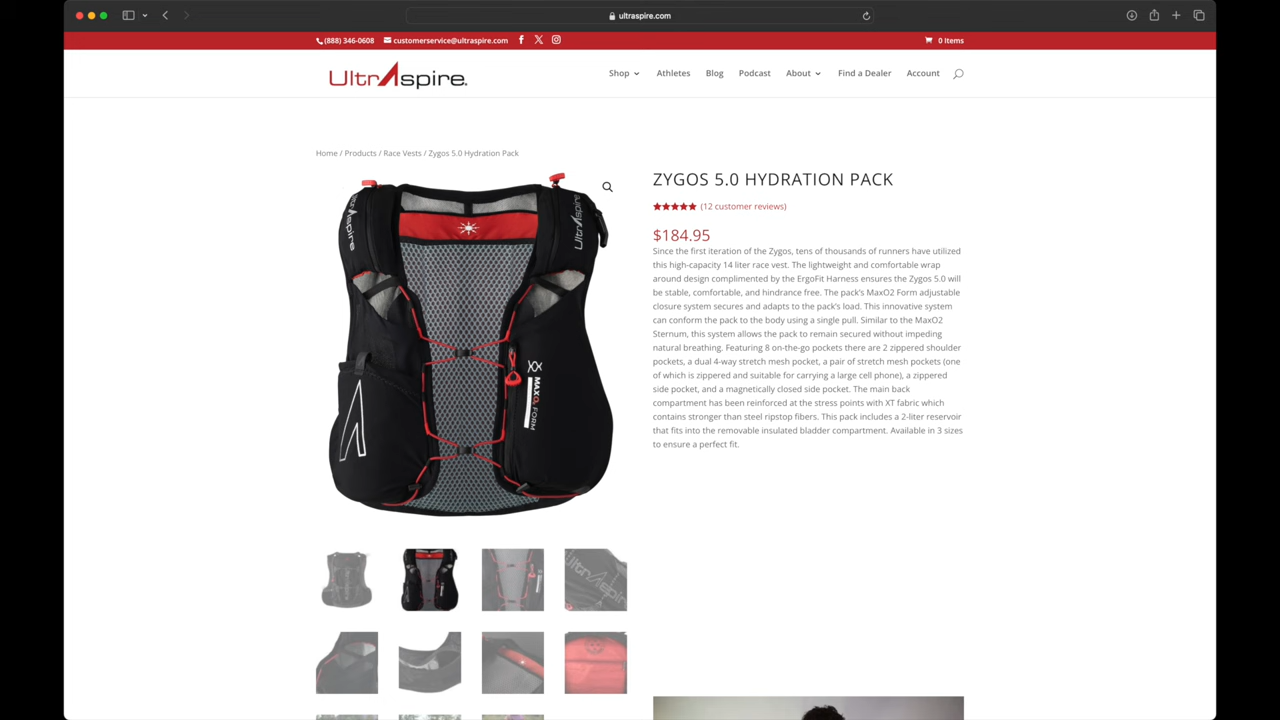 ultraspire.com
(888) 346-0608 customerservice@ultraspire.com 0 Items
UltrAspire. Shop Athletes Blog Podcast About Find a Dealer Account
Home / Products / Race Vests / Zygos 5.0 Hydration Pack
UltrAspire UltrAspire
MAXO2 FORM
ZYGOS 5.0 HYDRATION PACK
(12 customer reviews)
$184.95
Since the first iteration of the Zygos, tens of thousands of runners have utilized
this high-capacity 14 liter race vest. The lightweight and comfortable wrap
around design complimented by the ErgoFit Harness ensures the Zygos 5.0 will
be stable, comfortable, and hindrance free. The pack's MaxO2 Form adjustable
closure system secures and adapts to the pack's load. This innovative system
can conform the pack to the body using a single pull. Similar to the MaxO2
Sternum, this system allows the pack to remain secured without impeding
natural breathing. Featuring 8 on-the-go pockets there are 2 zippered shoulder
pockets, a dual 4-way stretch mesh pocket, a pair of stretch mesh pockets (one
of which is zippered and suitable for carrying a large cell phone), a zippered
side pocket, and a magnetically closed side pocket. The main back
compartment has been reinforced at the stress points with XT fabric which
contains stronger than steel ripstop fibers. This pack includes a 2-liter reservoir
that fits into the removable insulated bladder compartment. Available in 3 sizes
to ensure a perfect fit.
UltrAspire